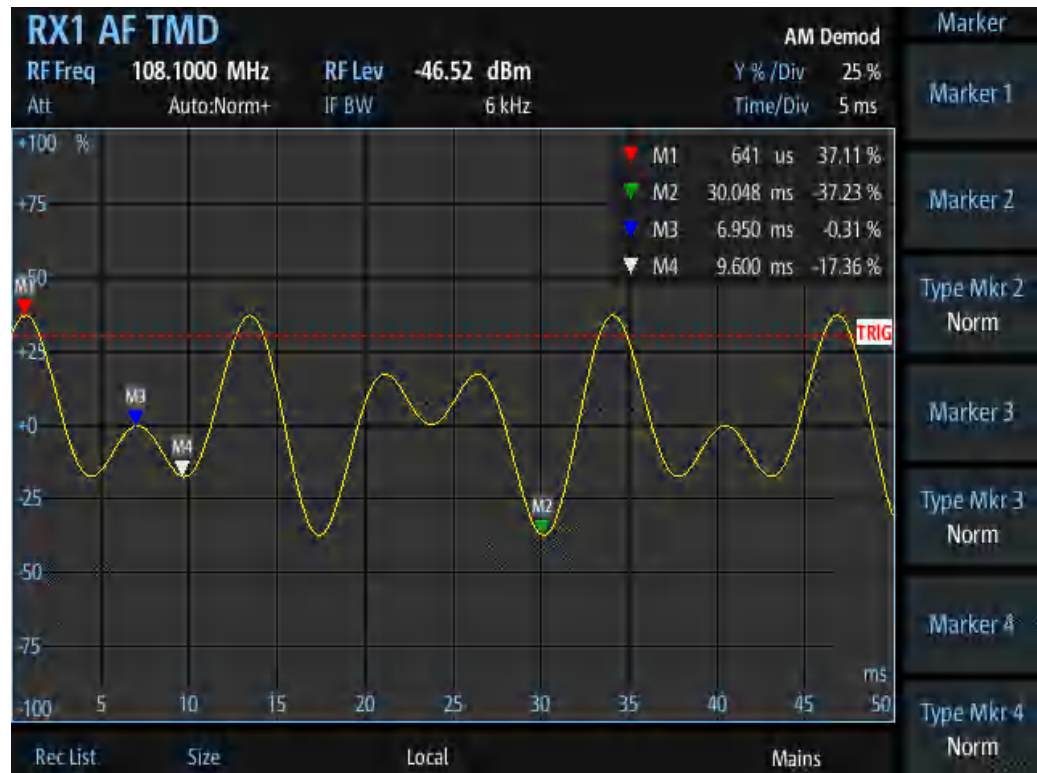 RX1 AF TMD
AM Demod
RF Freq 108.1000 MHz RF Lev -46.52 dBm Y % /Div 25 %
Att Auto:Norm+ IF BW 6 kHz Time/Div 5 ms
+100 %
M1 641 us 37.11 %
M2 30.048 ms -37.23 %
+75
M3 6.950 ms -0.31 %
M4 9.600 ms -17.36 %
+50
M1
TRIG
+25
M3
+0
M4
-25
M2
-50
-75
ms
-100 5 10 15 20 25 30 35 40 45 50
Rec List Size Local Mains
Marker
Marker 1
Marker 2
Type Mkr 2
Norm
Marker 3
Type Mkr 3
Norm
Marker 4
Type Mkr 4
Norm